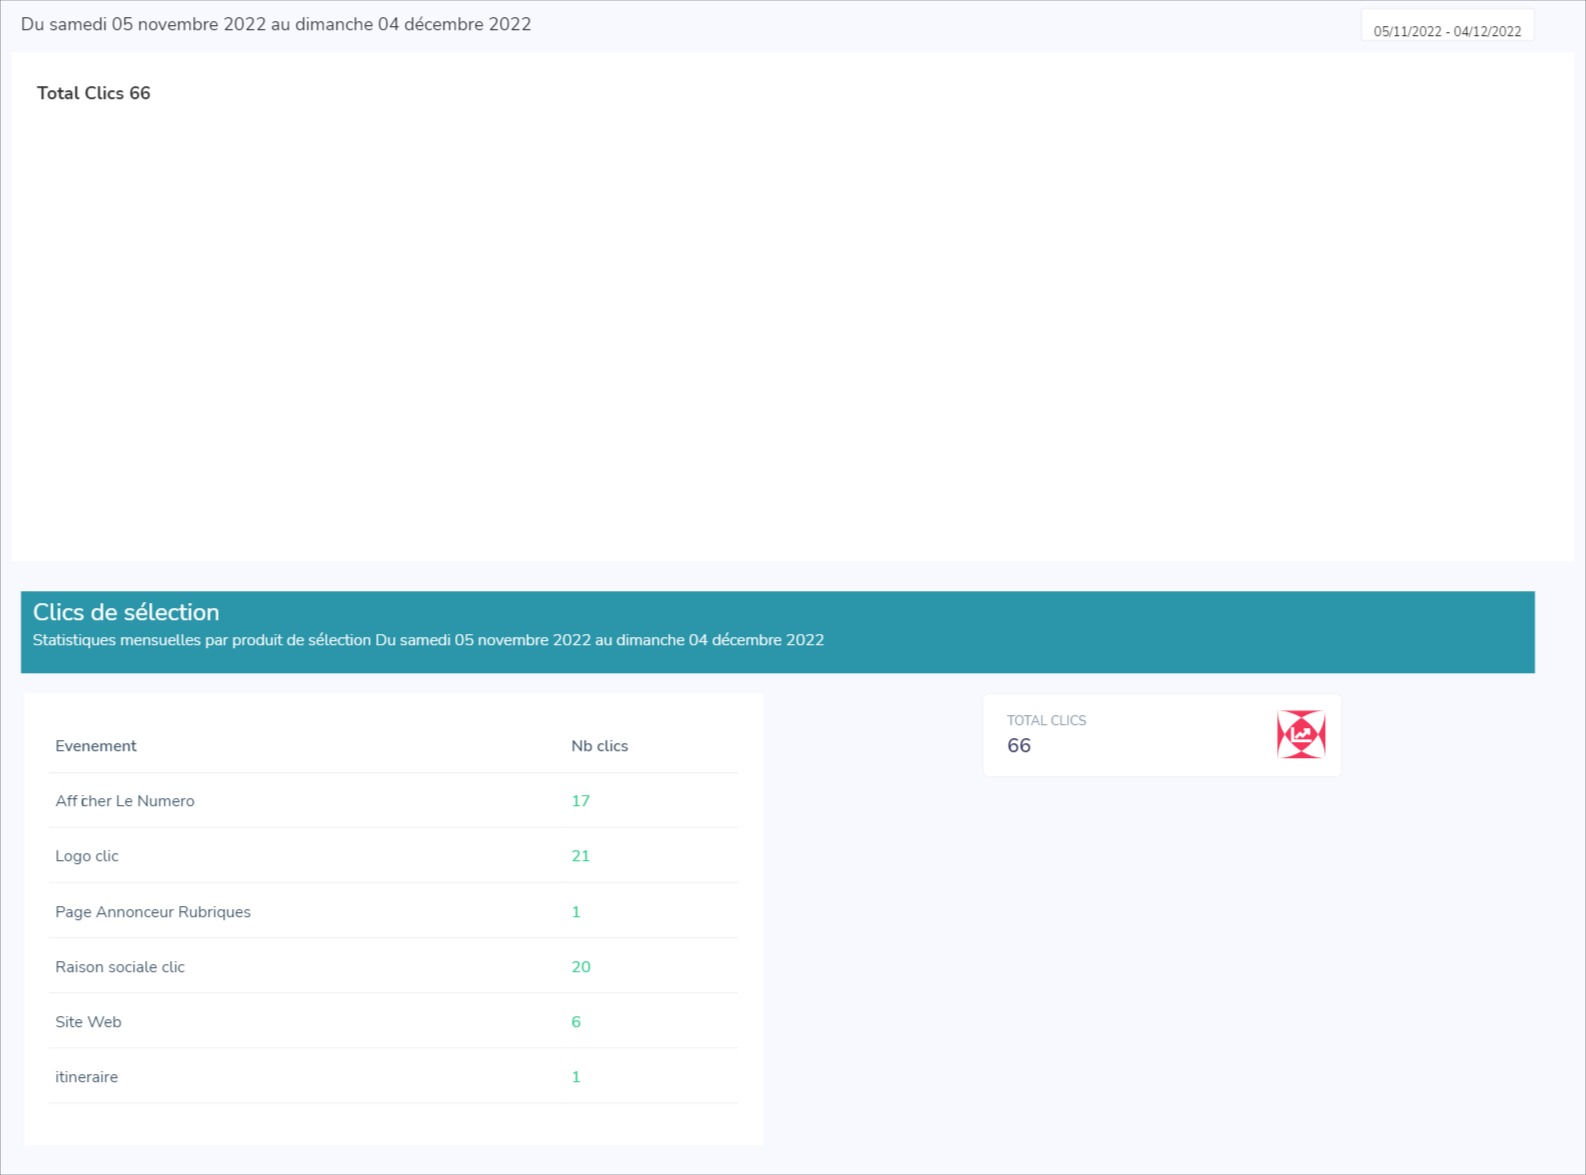 Du samedi 05 novembre 2022 au dimanche 04 décembre 2022
05/11/2022 - 04/12/2022
Total Clics 66
Clics de sélection
Statistiques mensuelles par produit de sélection Du samedi 05 novembre 2022 au dimanche 04 décembre 2022
Evenement Nb clics
Afficher Le Numero 17
Logo clic 21
Page Annonceur Rubriques 1
Raison sociale clic 20
Site Web 6
itineraire 1
TOTAL CLICS
66